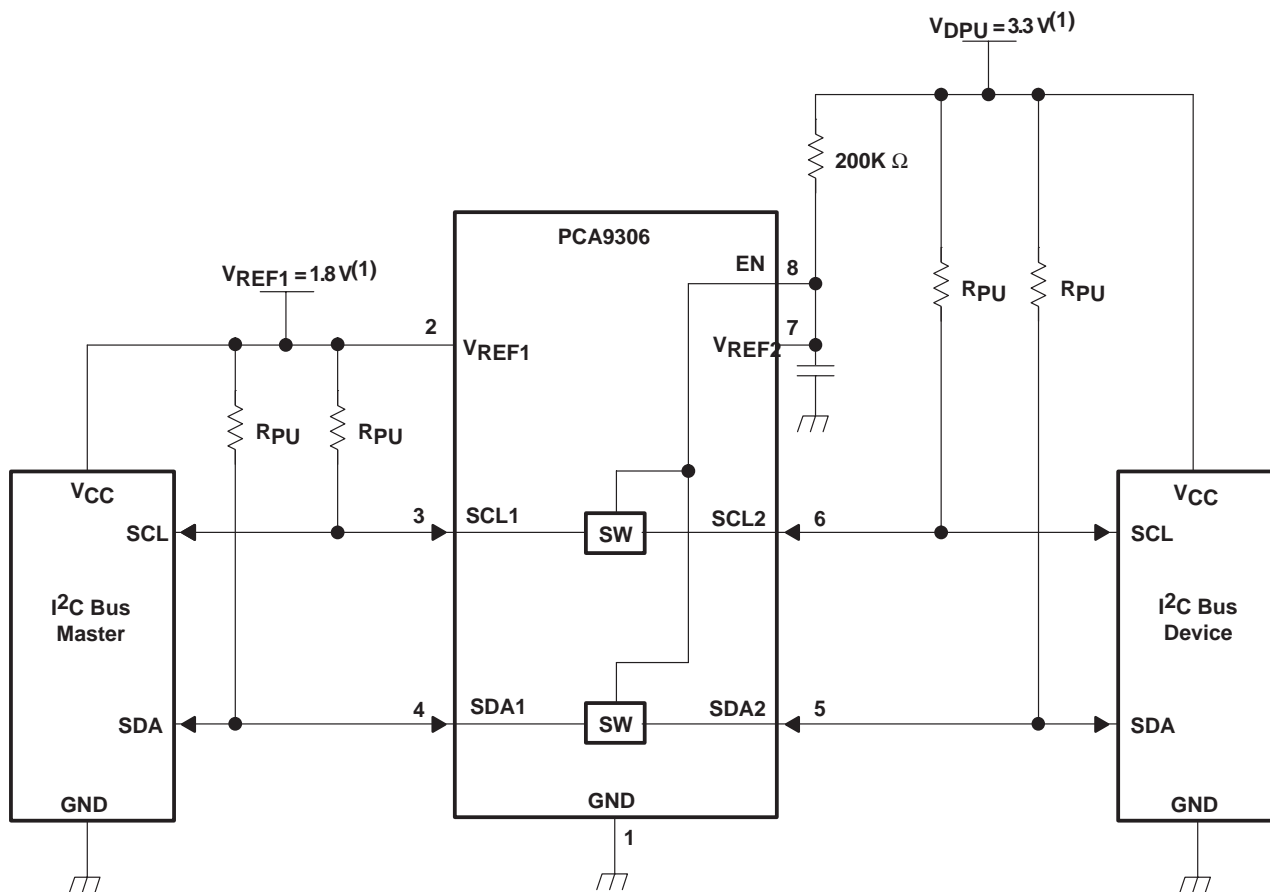 VDPU = 3.3 V(1)
200K Ω
PCA9306
EN
8
VREF1 = 1.8 V(1)
RPU
RPU
7
2
VREF1
VREF2
RPU
RPU
VCC
VCC
SCL
3
SCL1
SW
SCL2
6
SCL
I2C Bus
Master
I2C Bus
Device
SDA
4
SDA1
SW
SDA2
5
SDA
GND
GND
GND
1